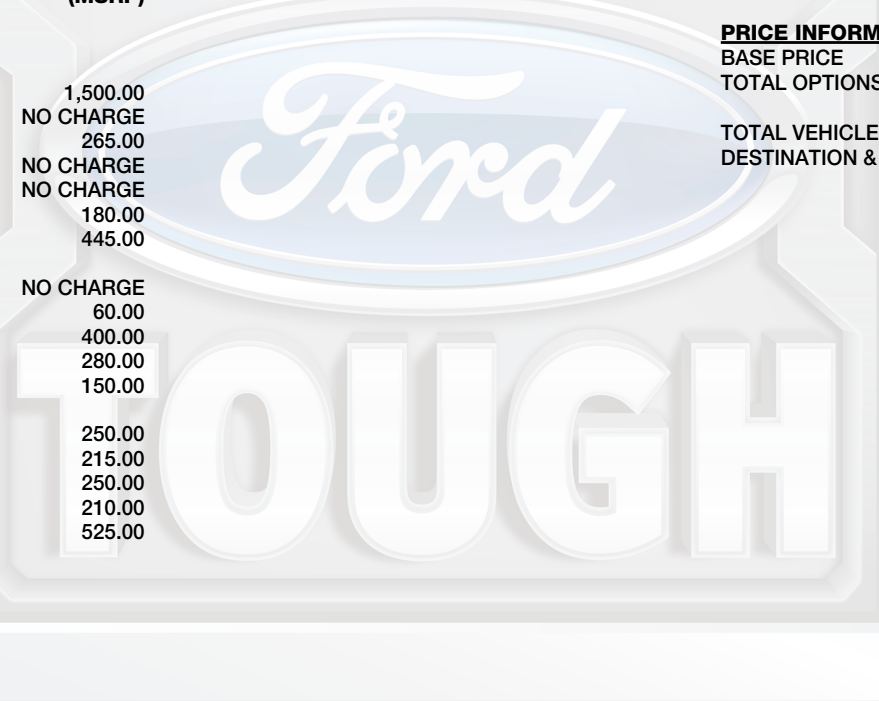 (MSRP)
1,500.00
NO CHARGE
265.00
NO CHARGE
NO CHARGE
180.00
445.00
NO CHARGE
60.00
400.00
280.00
150.00
250.00
215.00
250.00
210.00
525.00
PRICE INFORM
BASE PRICE
TOTAL OPTIONS
TOTAL VEHICLE
DESTINATION &
Ford
TOUGH